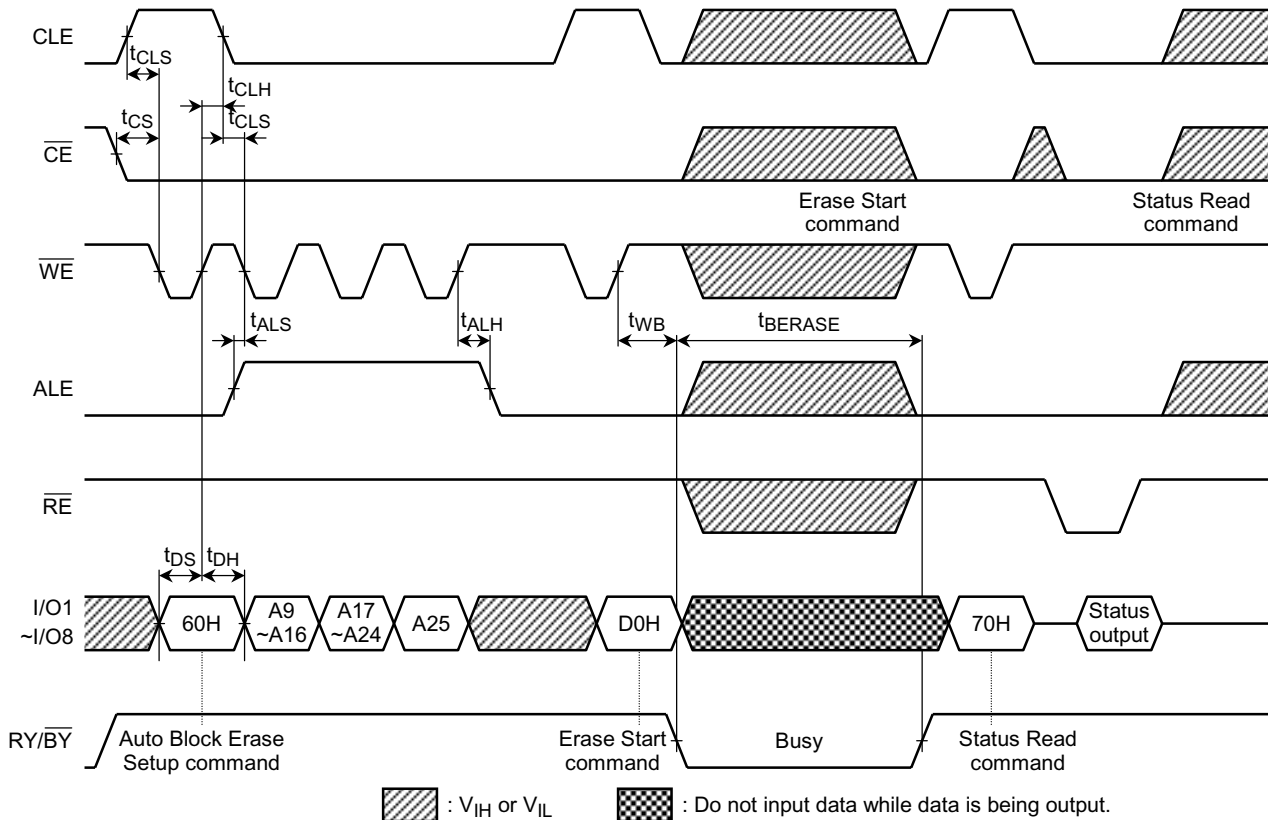 CLE
tCLS
tCLH
tCS
tCLS
CE
Erase Start
command
Status Read
command
WE
tALS
tALH
tWB
tBERASE
ALE
RE
tDS
tDH
I/O1
~I/O8
60H
A9
~A16
A17
~A24
A25
D0H
70H
Status
output
RY/BY
Auto Block Erase
Setup command
Erase Start
command
Busy
Status Read
command
: VIH or VIL
: Do not input data while data is being output.